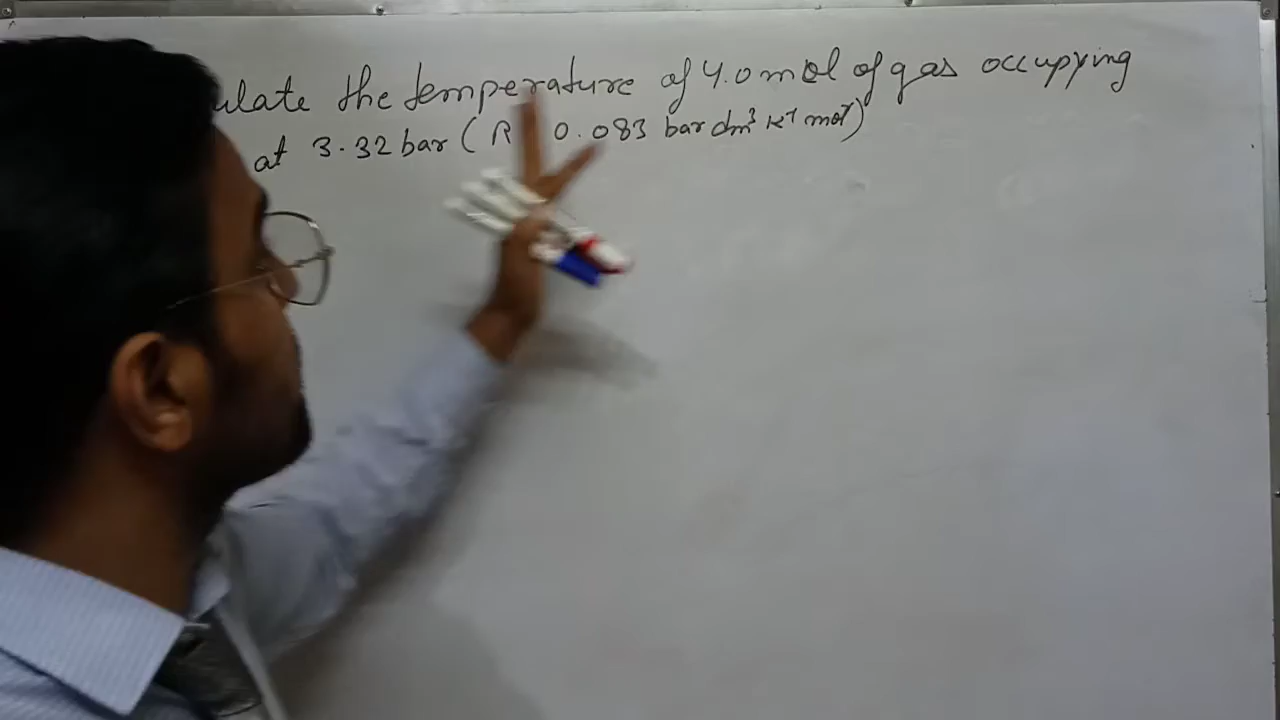 ulate the temperature of 4.0 mol of gas occupying
at 3.32 bar ( R 0.083 bar dm³ K⁻¹ mol⁻¹)